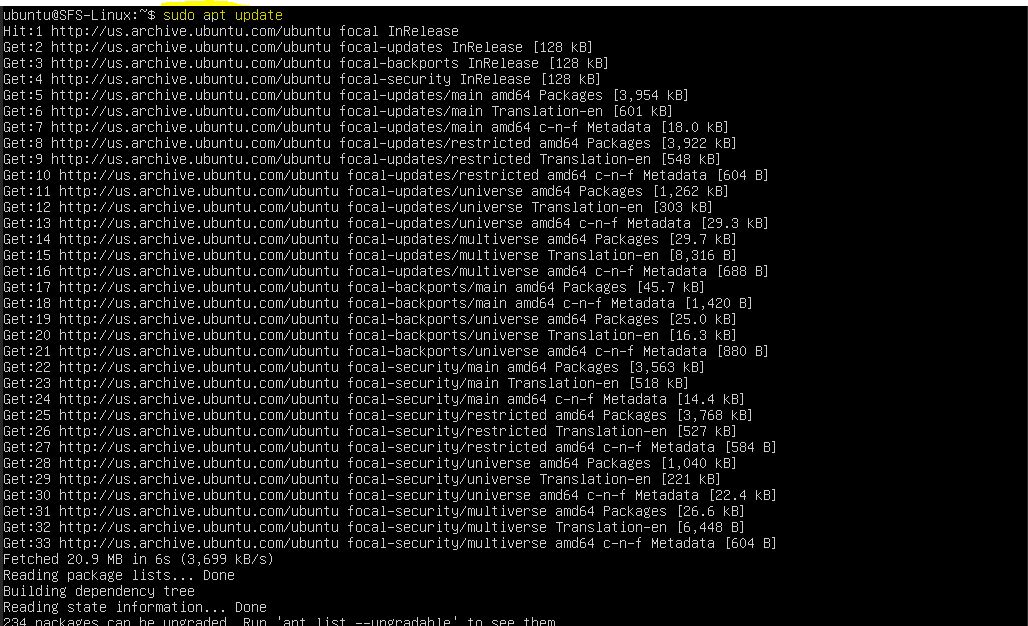 ubuntu@SFS-Linux:~$ sudo apt update
Hit:1 http://us.archive.ubuntu.com/ubuntu focal InRelease
Get:2 http://us.archive.ubuntu.com/ubuntu focal-updates InRelease [128 kB]
Get:3 http://us.archive.ubuntu.com/ubuntu focal-backports InRelease [128 kB]
Get:4 http://us.archive.ubuntu.com/ubuntu focal-security InRelease [128 kB]
Get:5 http://us.archive.ubuntu.com/ubuntu focal-updates/main amd64 Packages [3,954 kB]
Get:6 http://us.archive.ubuntu.com/ubuntu focal-updates/main Translation-en [601 kB]
Get:7 http://us.archive.ubuntu.com/ubuntu focal-updates/main amd64 c-n-f Metadata [18.0 kB]
Get:8 http://us.archive.ubuntu.com/ubuntu focal-updates/restricted amd64 Packages [3,922 kB]
Get:9 http://us.archive.ubuntu.com/ubuntu focal-updates/restricted Translation-en [548 kB]
Get:10 http://us.archive.ubuntu.com/ubuntu focal-updates/restricted amd64 c-n-f Metadata [604 B]
Get:11 http://us.archive.ubuntu.com/ubuntu focal-updates/universe amd64 Packages [1,262 kB]
Get:12 http://us.archive.ubuntu.com/ubuntu focal-updates/universe Translation-en [303 kB]
Get:13 http://us.archive.ubuntu.com/ubuntu focal-updates/universe amd64 c-n-f Metadata [29.3 kB]
Get:14 http://us.archive.ubuntu.com/ubuntu focal-updates/multiverse amd64 Packages [29.7 kB]
Get:15 http://us.archive.ubuntu.com/ubuntu focal-updates/multiverse Translation-en [8,316 B]
Get:16 http://us.archive.ubuntu.com/ubuntu focal-updates/multiverse amd64 c-n-f Metadata [688 B]
Get:17 http://us.archive.ubuntu.com/ubuntu focal-backports/main amd64 Packages [45.7 kB]
Get:18 http://us.archive.ubuntu.com/ubuntu focal-backports/main amd64 c-n-f Metadata [1,420 B]
Get:19 http://us.archive.ubuntu.com/ubuntu focal-backports/universe amd64 Packages [25.0 kB]
Get:20 http://us.archive.ubuntu.com/ubuntu focal-backports/universe Translation-en [16.3 kB]
Get:21 http://us.archive.ubuntu.com/ubuntu focal-backports/universe amd64 c-n-f Metadata [880 B]
Get:22 http://us.archive.ubuntu.com/ubuntu focal-security/main amd64 Packages [3,563 kB]
Get:23 http://us.archive.ubuntu.com/ubuntu focal-security/main Translation-en [518 kB]
Get:24 http://us.archive.ubuntu.com/ubuntu focal-security/main amd64 c-n-f Metadata [14.4 kB]
Get:25 http://us.archive.ubuntu.com/ubuntu focal-security/restricted amd64 Packages [3,768 kB]
Get:26 http://us.archive.ubuntu.com/ubuntu focal-security/restricted Translation-en [527 kB]
Get:27 http://us.archive.ubuntu.com/ubuntu focal-security/restricted amd64 c-n-f Metadata [584 B]
Get:28 http://us.archive.ubuntu.com/ubuntu focal-security/universe amd64 Packages [1,040 kB]
Get:29 http://us.archive.ubuntu.com/ubuntu focal-security/universe Translation-en [221 kB]
Get:30 http://us.archive.ubuntu.com/ubuntu focal-security/universe amd64 c-n-f Metadata [22.4 kB]
Get:31 http://us.archive.ubuntu.com/ubuntu focal-security/multiverse amd64 Packages [26.6 kB]
Get:32 http://us.archive.ubuntu.com/ubuntu focal-security/multiverse Translation-en [6,448 B]
Get:33 http://us.archive.ubuntu.com/ubuntu focal-security/multiverse amd64 c-n-f Metadata [604 B]
Fetched 20.9 MB in 6s (3,699 kB/s)
Reading package lists... Done
Building dependency tree
Reading state information... Done
234 packages can be upgraded. Run 'apt list --upgradable' to see them.